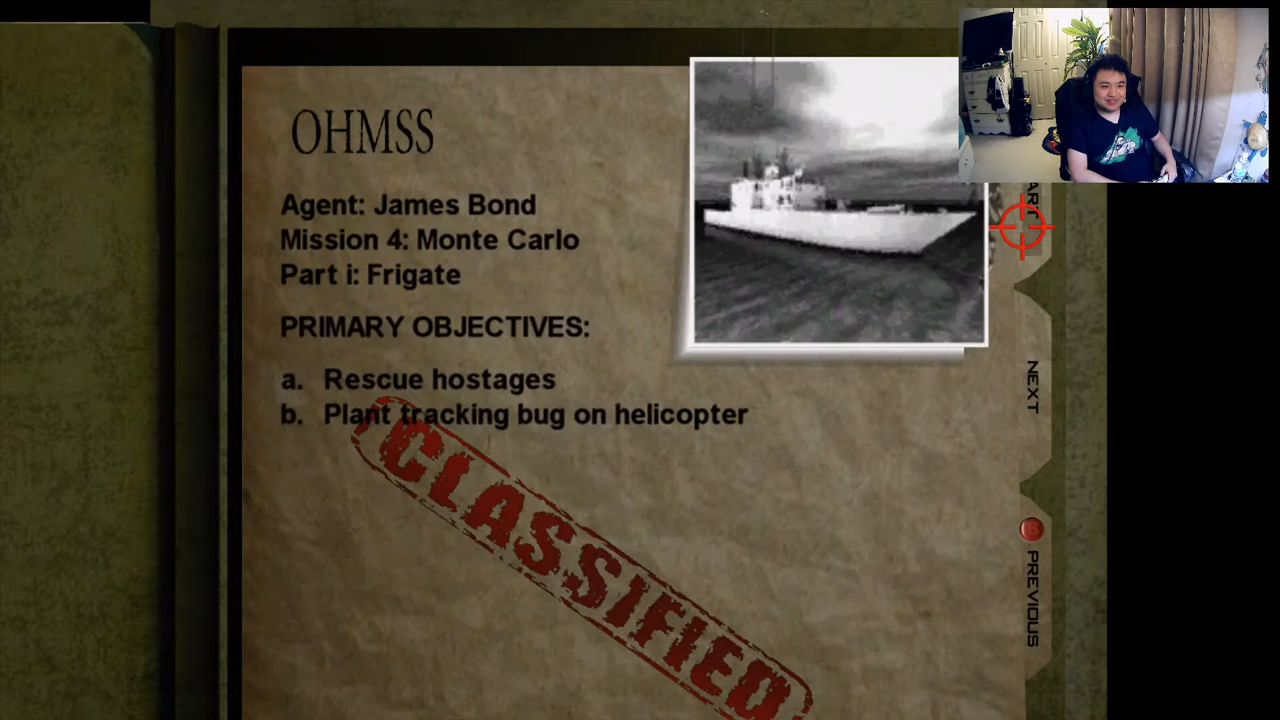 OHMSS
Agent: James Bond
Mission 4: Monte Carlo
Part i: Frigate
PRIMARY OBJECTIVES:
a. Rescue hostages
b. Plant tracking bug on helicopter
CLASSIFIED
NEXT
PREVIOUS